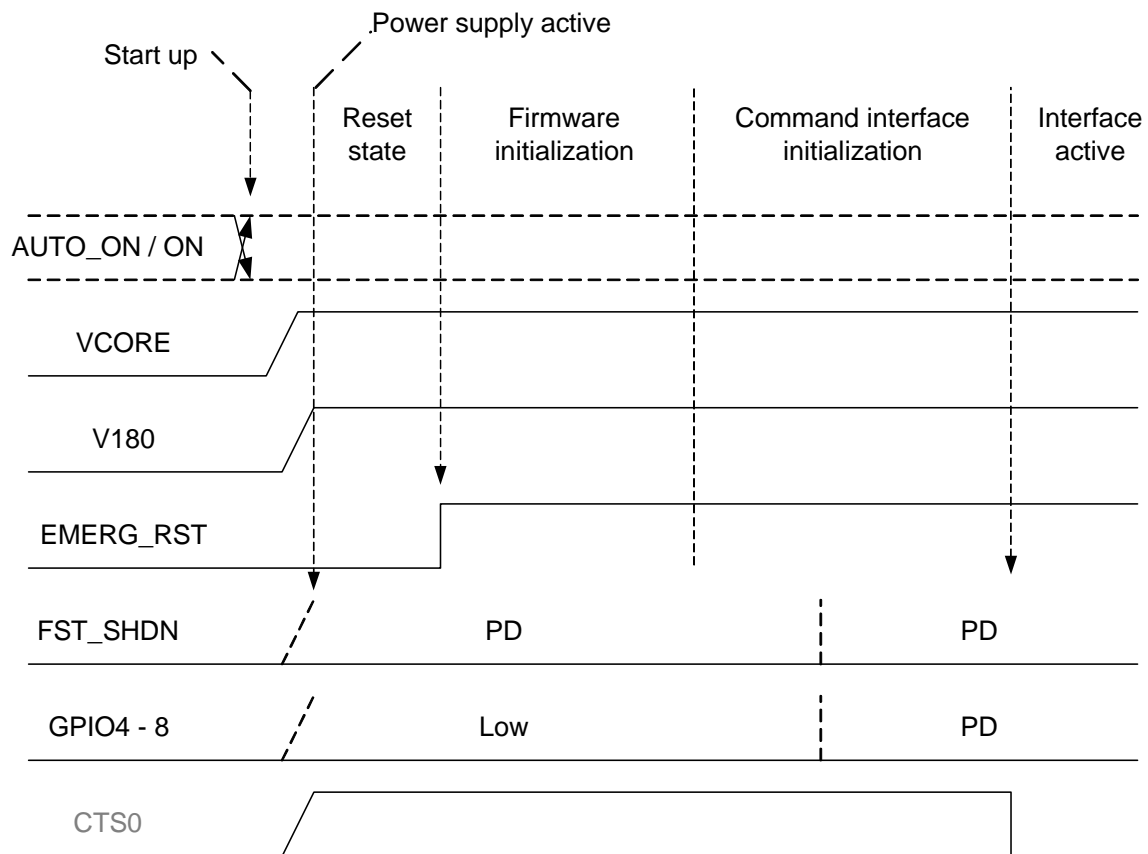 Power supply active
Start up
Reset
state
Firmware
initialization
Command interface
initialization
Interface
active
AUTO_ON / ON
VCORE
V180
EMERG_RST
FST_SHDN
PD
PD
GPIO4 - 8
Low
PD
CTS0